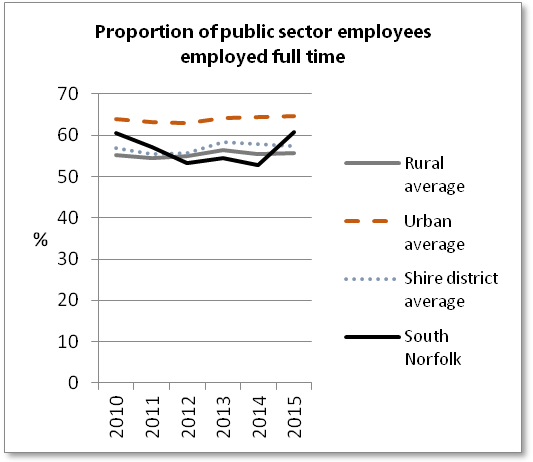 Proportion of public sector employees
employed full time
70
60
50
40
30
20
10
0
%
2010
2011
2012
2013
2014
2015
Rural
average
Urban
average
Shire district
average
South
Norfolk